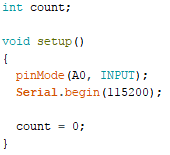 int count;
void setup()
{
pinMode(A0, INPUT);
Serial.begin(115200);
count = 0;
}